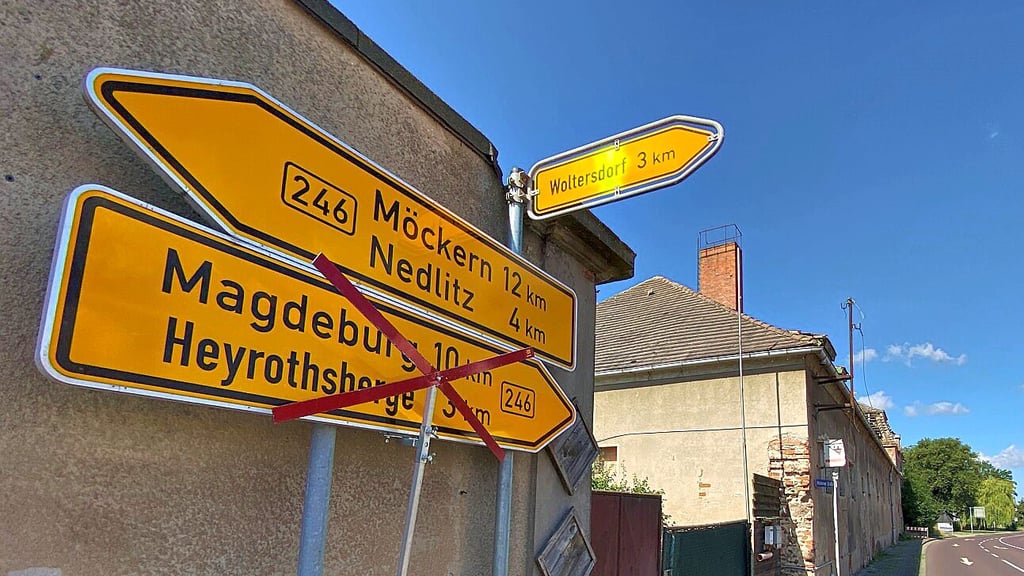 246
Möckern 12 km
Nedlitz 4 km
Woltersdorf 3 km
Magdeburg 10 km
Heyrothsberge 3 km
246